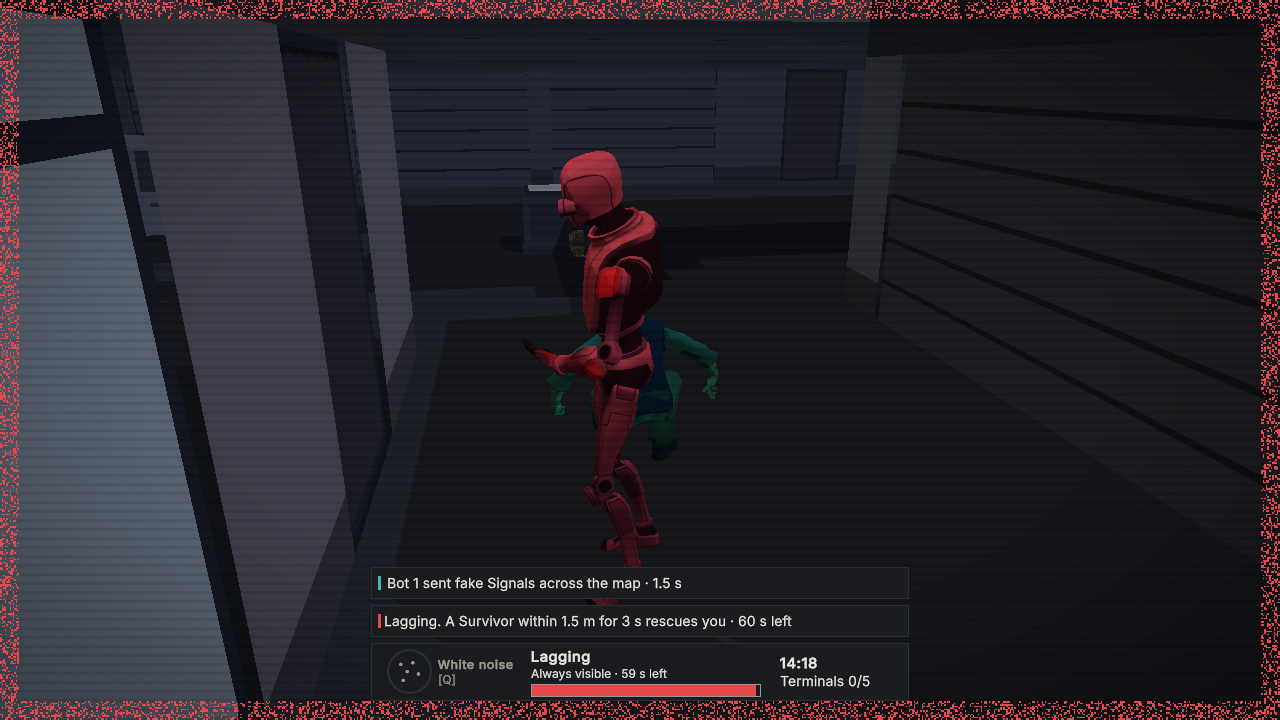 Bot 1 sent fake Signals across the map · 1.5 s
Lagging. A Survivor within 1.5 m for 3 s rescues you · 60 s left
White noise
[Q]
Lagging
Always visible · 59 s left
14:18
Terminals 0/5